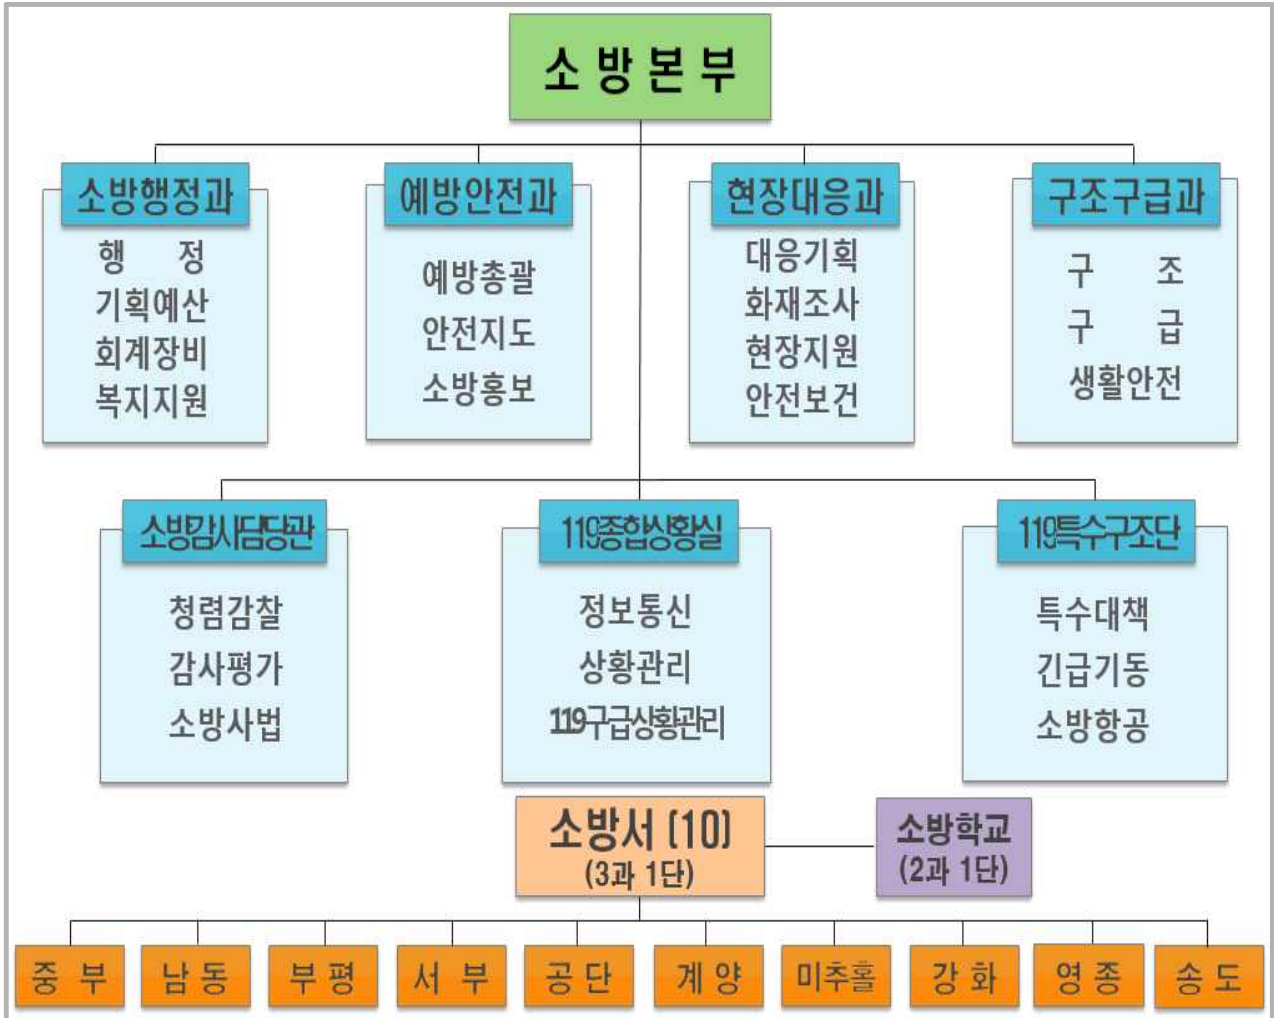 소 방 본 부
소방행정과
행 정
기획예산
회계장비
복지지원
예방안전과
예방총괄
안전지도
소방홍보
현장대응과
대응기획
화재조사
현장지원
안전보건
구조구급과
구 조
구 급
생활안전
소방감사담당관
청렴감찰
감사평가
소방사법
119종합상황실
정보통신
상황관리
119구급상황관리
119특수구조단
특수대책
긴급기동
소방항공
소방서 (10)
(3과 1단)
소방학교
(2과 1단)
중 부
남 동
부 평
서 부
공 단
계 양
미추홀
강 화
영 종
송 도